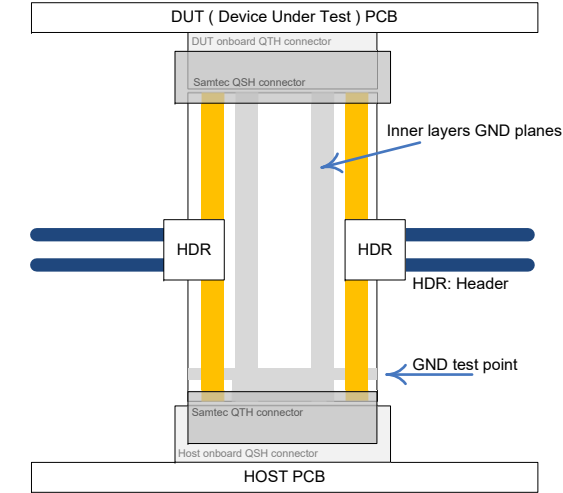 DUT ( Device Under Test ) PCB
DUT onboard QTH connector
Samtec QSH connector
Inner layers GND planes
HDR
HDR
HDR: Header
GND test point
Samtec QTH connector
Host onboard QSH connector
HOST PCB